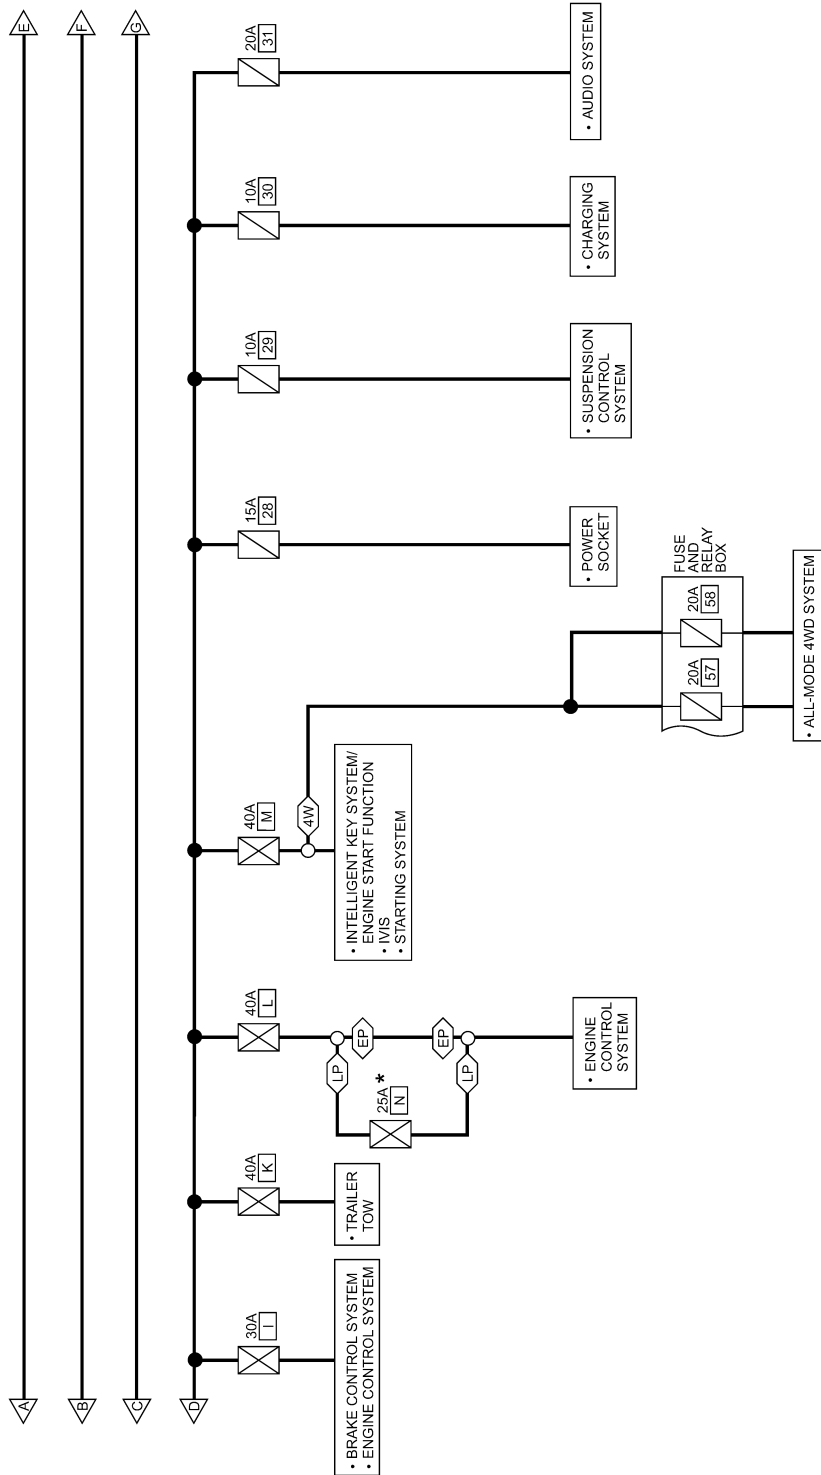 A
B
C
D
E
F
G
30A
I
• BRAKE CONTROL SYSTEM
• ENGINE CONTROL SYSTEM
40A
K
• TRAILER
TOW
40A
L
LP
EP
25A *
N
LP
EP
• ENGINE
CONTROL
SYSTEM
40A
M
4W
• INTELLIGENT KEY SYSTEM/
ENGINE START FUNCTION
• IVIS
• STARTING SYSTEM
FUSE
AND
RELAY
BOX
20A
57
20A
58
• ALL-MODE 4WD SYSTEM
15A
28
• POWER
SOCKET
10A
29
• SUSPENSION
CONTROL
SYSTEM
10A
30
• CHARGING
SYSTEM
20A
31
• AUDIO SYSTEM